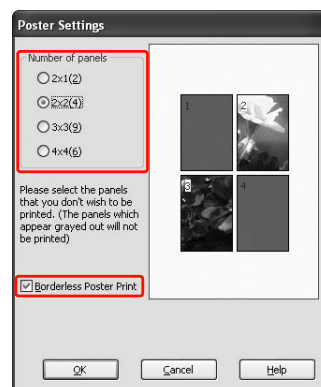 Poster Settings
Number of panels
2x1(2)
2x2(4)
3x3(9)
4x4(6)
1
2
3
4
Please select the panels
that you don't wish to be
printed. (The panels which
appear grayed out will not
be printed)
Borderless Poster Print
OK
Cancel
Help